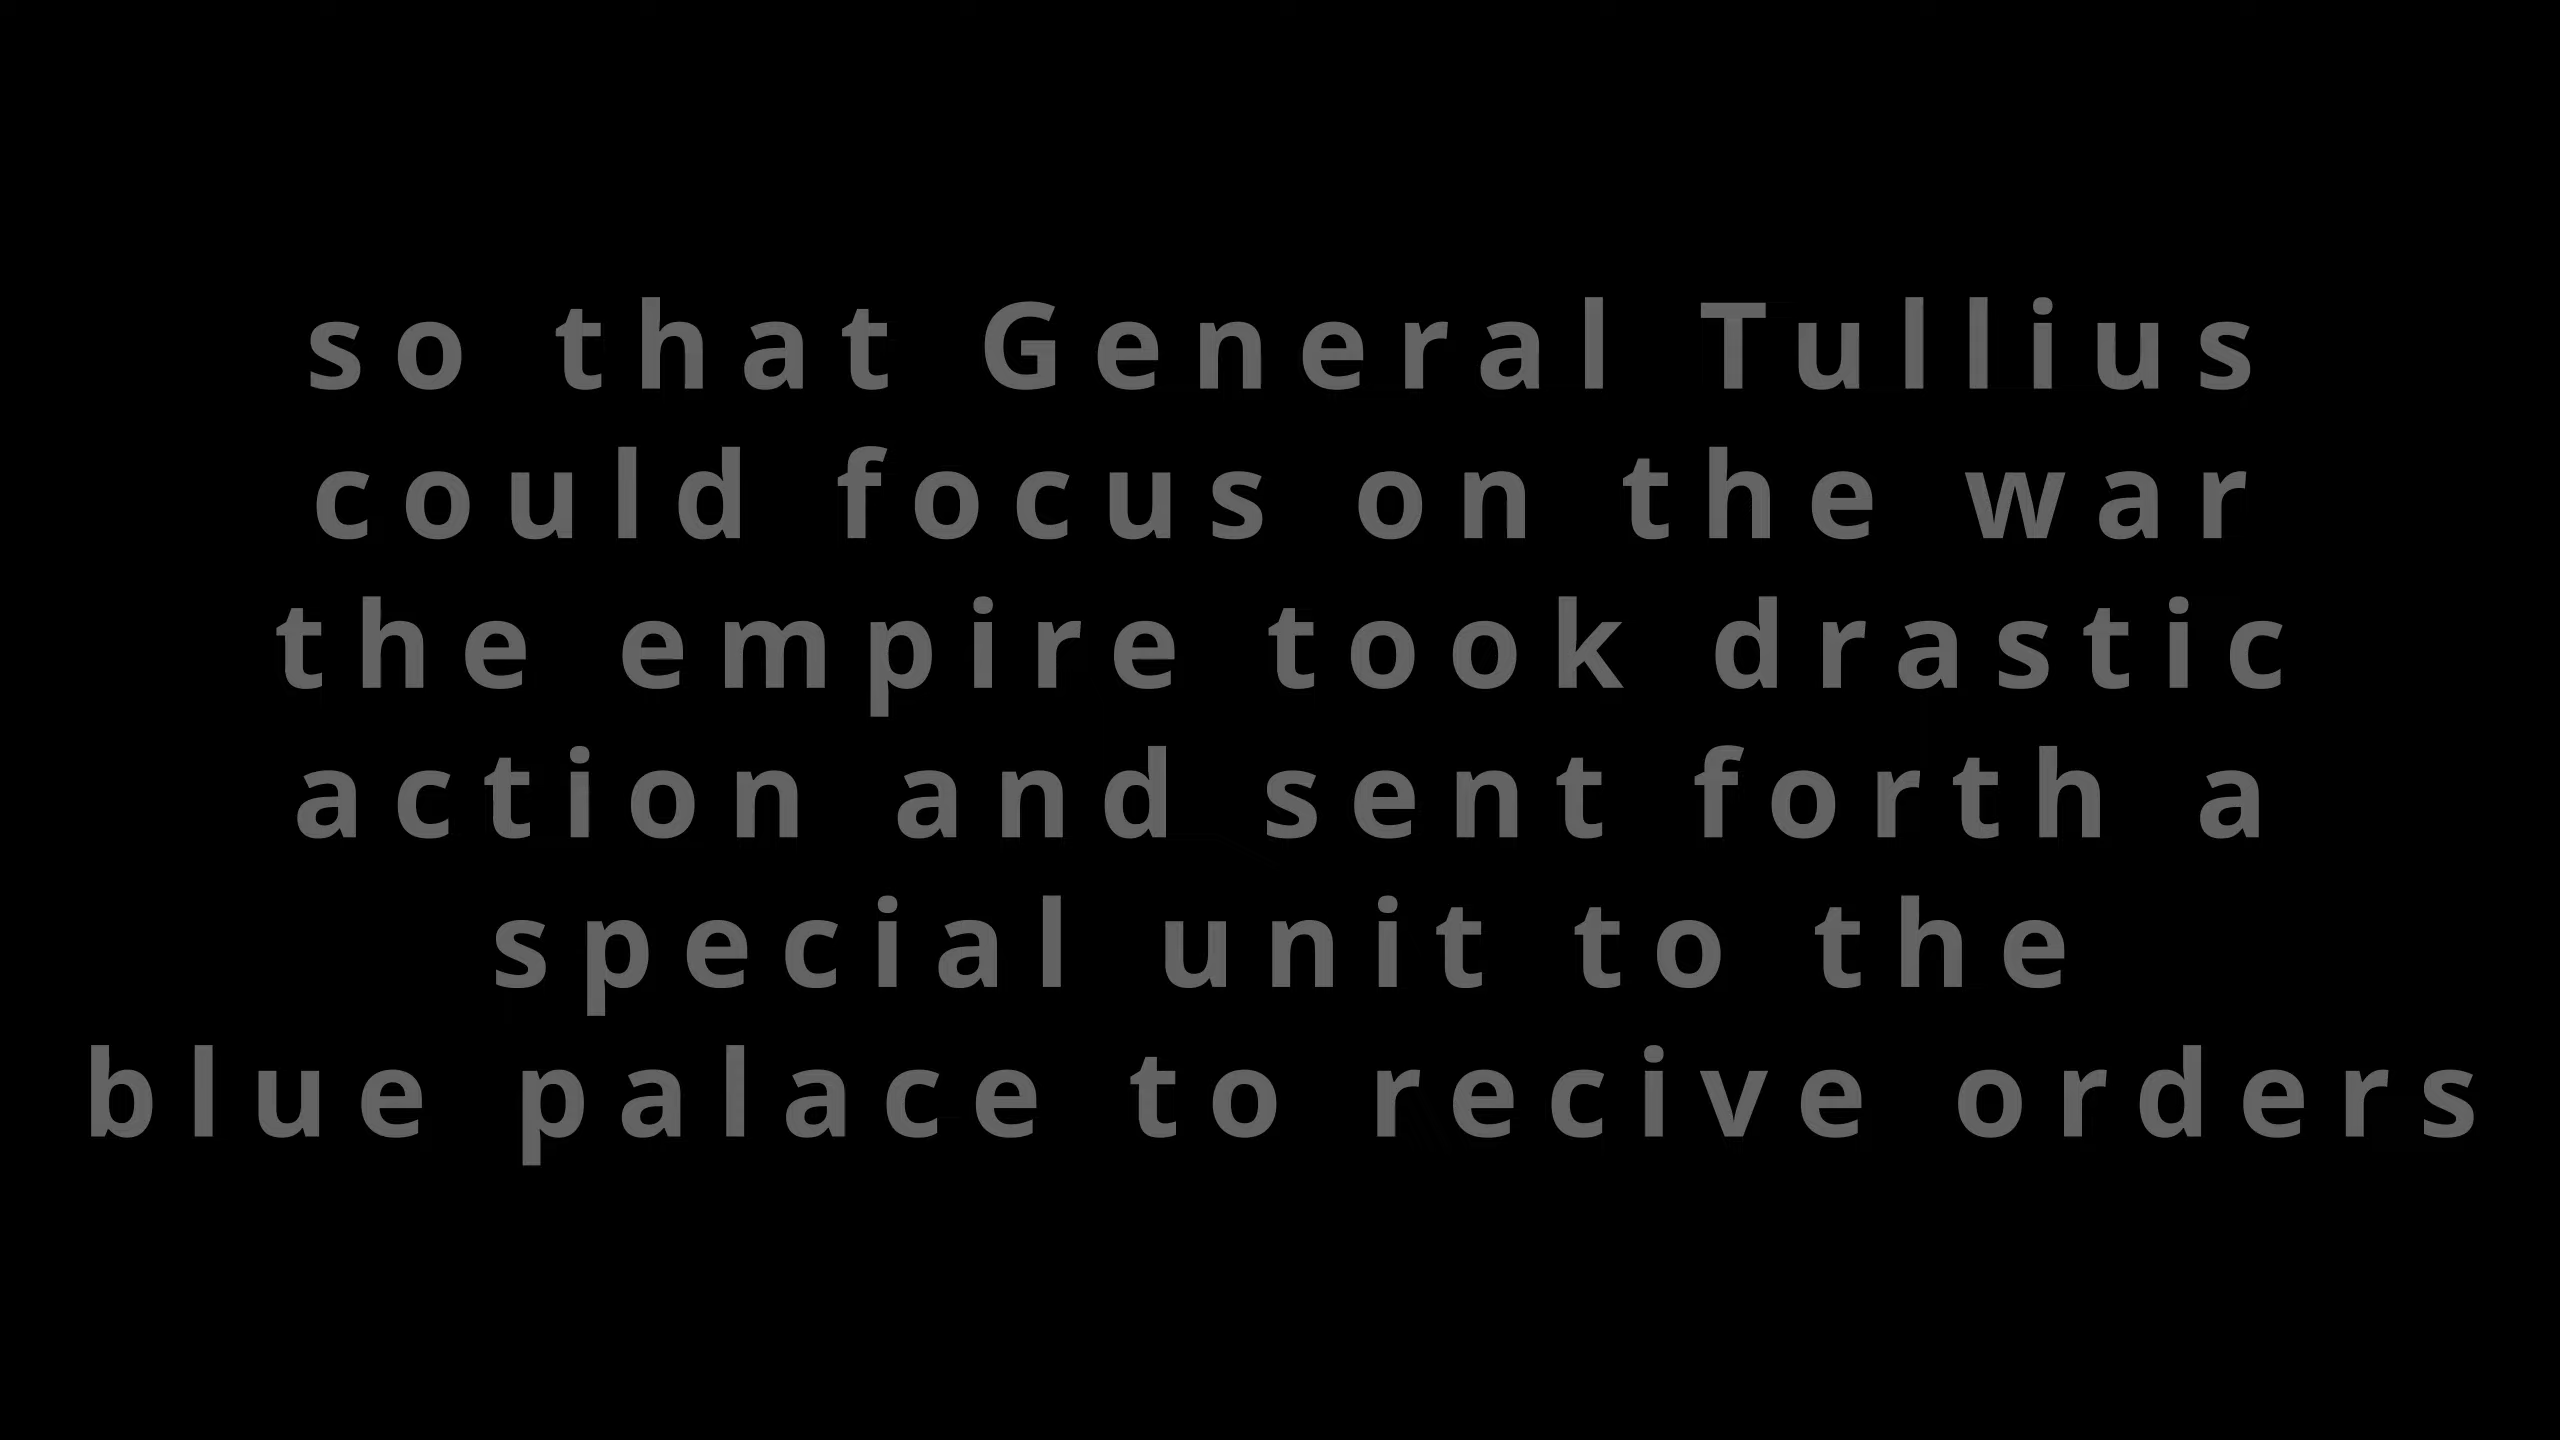 so that General Tullius
could focus on the war
the empire took drastic
action and sent forth a
special unit to the
blue palace to recive orders